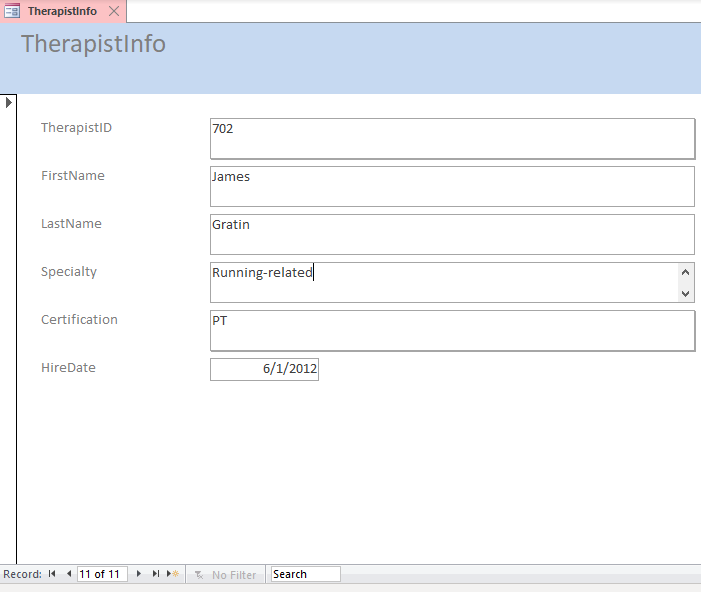 TherapistInfo
TherapistInfo
TherapistID 702
FirstName James
LastName Gratin
Specialty Running-related
Certification PT
HireDate 6/1/2012
Record: 11 of 11 No Filter Search